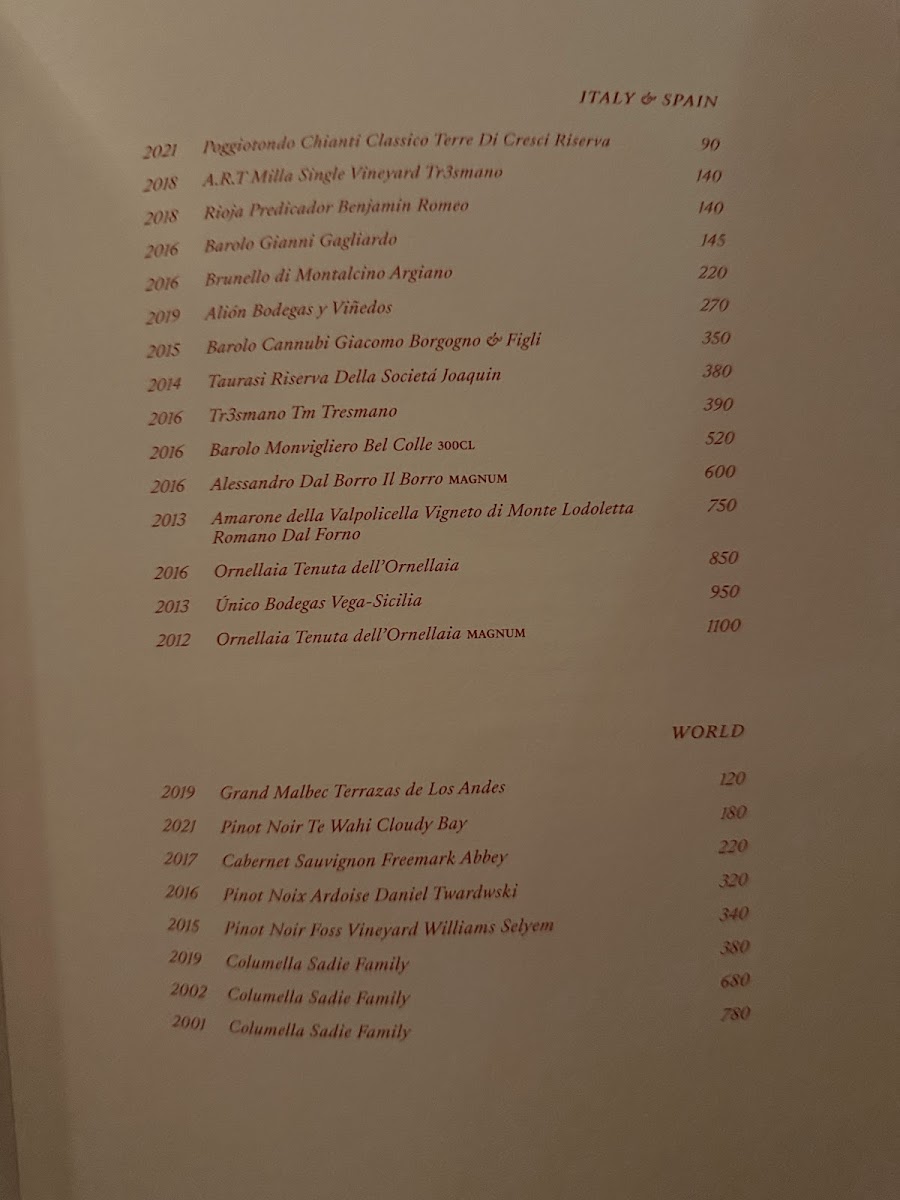 ITALY & SPAIN
2021 Poggiotondo Chianti Classico Terre Di Cresci Riserva 90
2018 A.R.T Milla Single Vineyard Tr3smano 140
2018 Rioja Predicador Benjamin Romeo 140
2016 Barolo Gianni Gagliardo 145
2016 Brunello di Montalcino Argiano 220
2019 Alión Bodegas y Viñedos 270
2015 Barolo Cannubi Giacomo Borgogno & Figli 350
2014 Taurasi Riserva Della Societá Joaquin 380
2016 Tr3smano Tm Tresmano 390
2016 Barolo Monvigliero Bel Colle 300CL 520
2016 Alessandro Dal Borro Il Borro MAGNUM 600
2013 Amarone della Valpolicella Vigneto di Monte Lodoletta 750
Romano Dal Forno
2016 Ornellaia Tenuta dell'Ornellaia 850
2013 Único Bodegas Vega-Sicilia 950
2012 Ornellaia Tenuta dell'Ornellaia MAGNUM 1100
WORLD
2019 Grand Malbec Terrazas de Los Andes 120
2021 Pinot Noir Te Wahi Cloudy Bay 180
2017 Cabernet Sauvignon Freemark Abbey 220
2016 Pinot Noix Ardoise Daniel Twardwski 320
2015 Pinot Noir Foss Vineyard Williams Selyem 340
2019 Columella Sadie Family 380
2002 Columella Sadie Family 680
2001 Columella Sadie Family 780